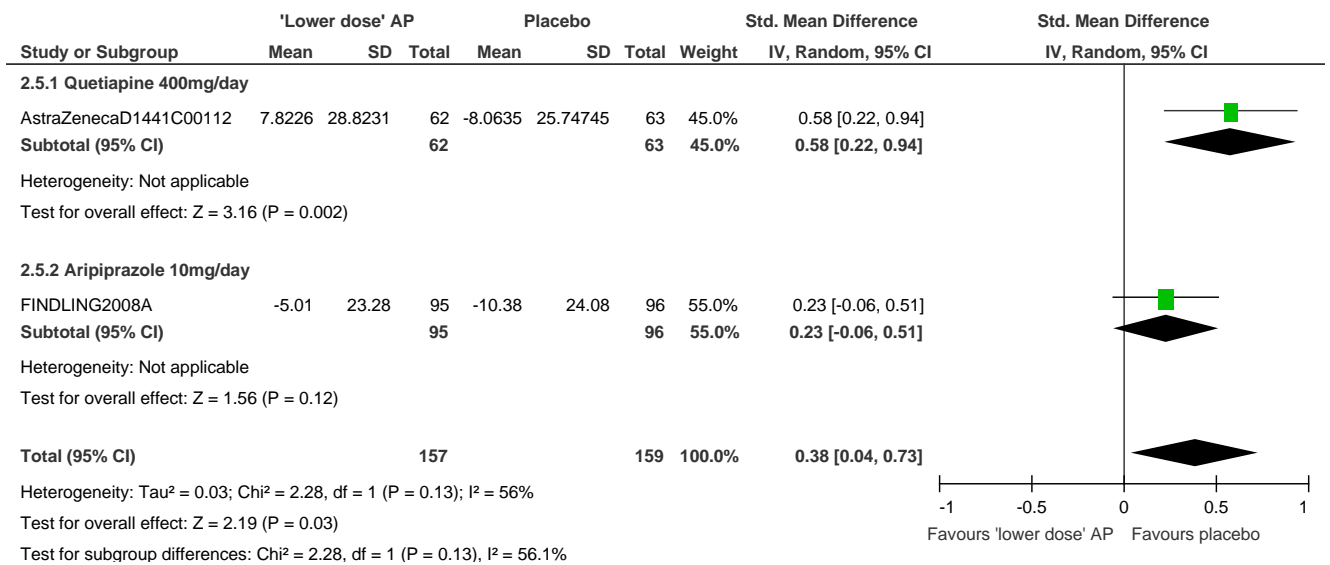 'Lower dose' AP Placebo Std. Mean Difference Std. Mean Difference
Study or Subgroup Mean SD Total Mean SD Total Weight IV, Random, 95% CI IV, Random, 95% CI
2.5.1 Quetiapine 400mg/day
AstraZenecaD1441C00112 7.8226 28.8231 62 -8.0635 25.74745 63 45.0% 0.58 [0.22, 0.94]
Subtotal (95% CI) 62 63 45.0% 0.58 [0.22, 0.94]
Heterogeneity: Not applicable
Test for overall effect: Z = 3.16 (P = 0.002)
2.5.2 Aripiprazole 10mg/day
FINDLING2008A -5.01 23.28 95 -10.38 24.08 96 55.0% 0.23 [-0.06, 0.51]
Subtotal (95% CI) 95 96 55.0% 0.23 [-0.06, 0.51]
Heterogeneity: Not applicable
Test for overall effect: Z = 1.56 (P = 0.12)
Total (95% CI) 157 159 100.0% 0.38 [0.04, 0.73]
Heterogeneity: Tau² = 0.03; Chi² = 2.28, df = 1 (P = 0.13); I² = 56%
Test for overall effect: Z = 2.19 (P = 0.03)
Test for subgroup differences: Chi² = 2.28, df = 1 (P = 0.13), I² = 56.1%
-1 -0.5 0 0.5 1
Favours 'lower dose' AP Favours placebo